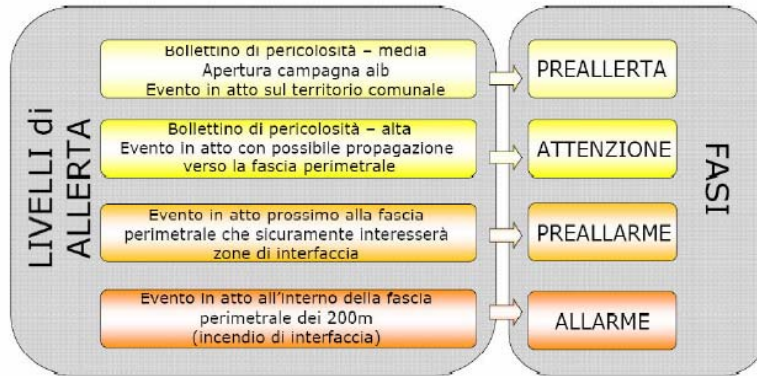 LIVELLI di
ALLERTA
Bollettino di pericolosità – media
Apertura campagna aib
Evento in atto sul territorio comunale
PREALLERTA
Bollettino di pericolosità – alta
Evento in atto con possibile propagazione
verso la fascia perimetrale
ATTENZIONE
Evento in atto prossimo alla fascia
perimetrale che sicuramente interesserà
zone di interfaccia
PREALLARME
Evento in atto all'interno della fascia
perimetrale dei 200m
(incendio di interfaccia)
ALLARME
FASI